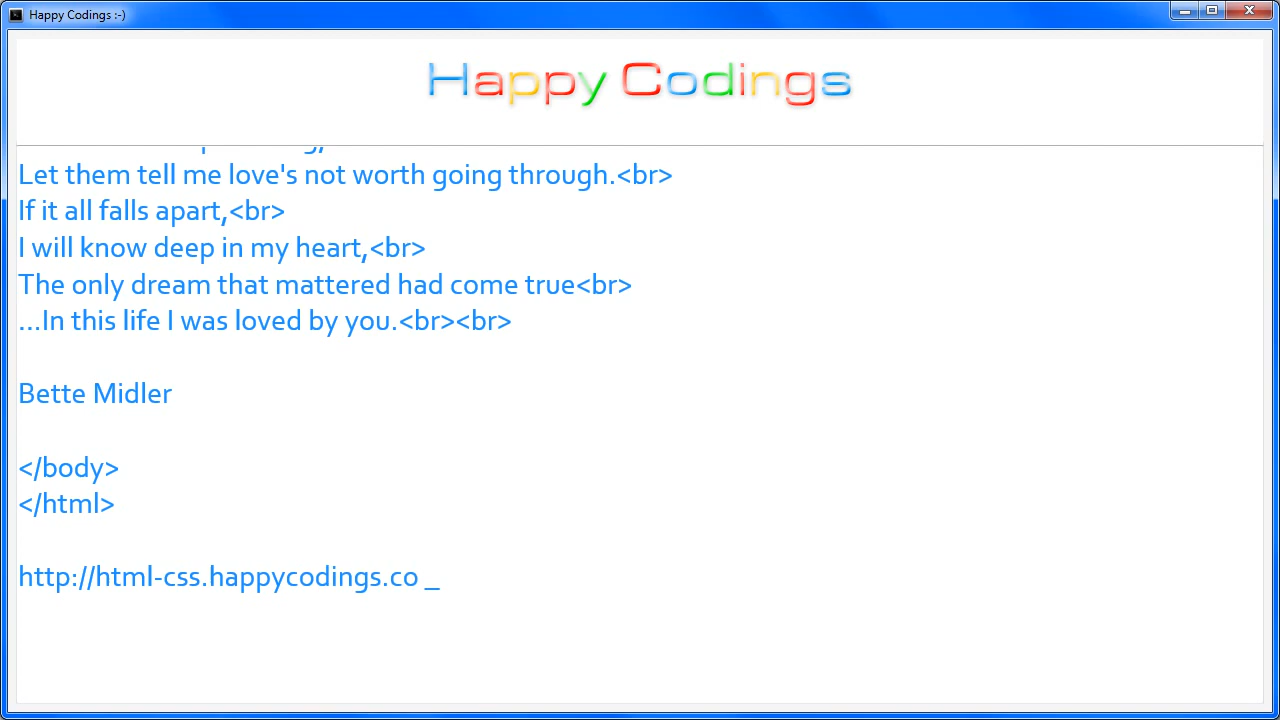 Happy Codings :-)
Happy Codings
Let them tell me love's not worth going through.<br>
If it all falls apart,<br>
I will know deep in my heart,<br>
The only dream that mattered had come true<br>
...In this life I was loved by you.<br><br>
Bette Midler
</body>
</html>
http://html-css.happycodings.co _